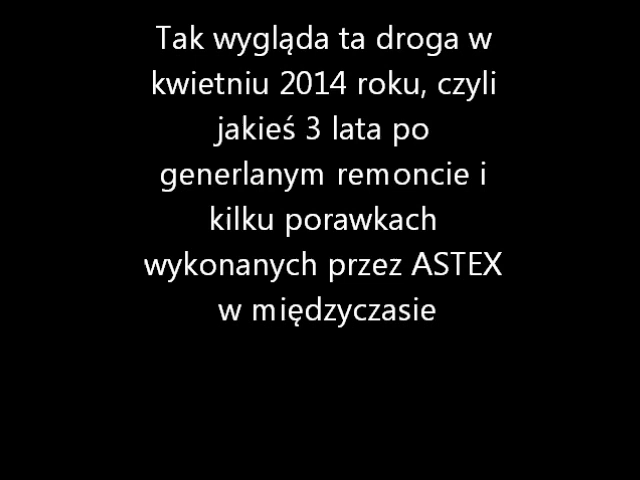 Tak wygląda ta droga w
kwietniu 2014 roku, czyli
jakieś 3 lata po
generlanym remoncie i
kilku porawkach
wykonanych przez ASTEX
w międzyczasie